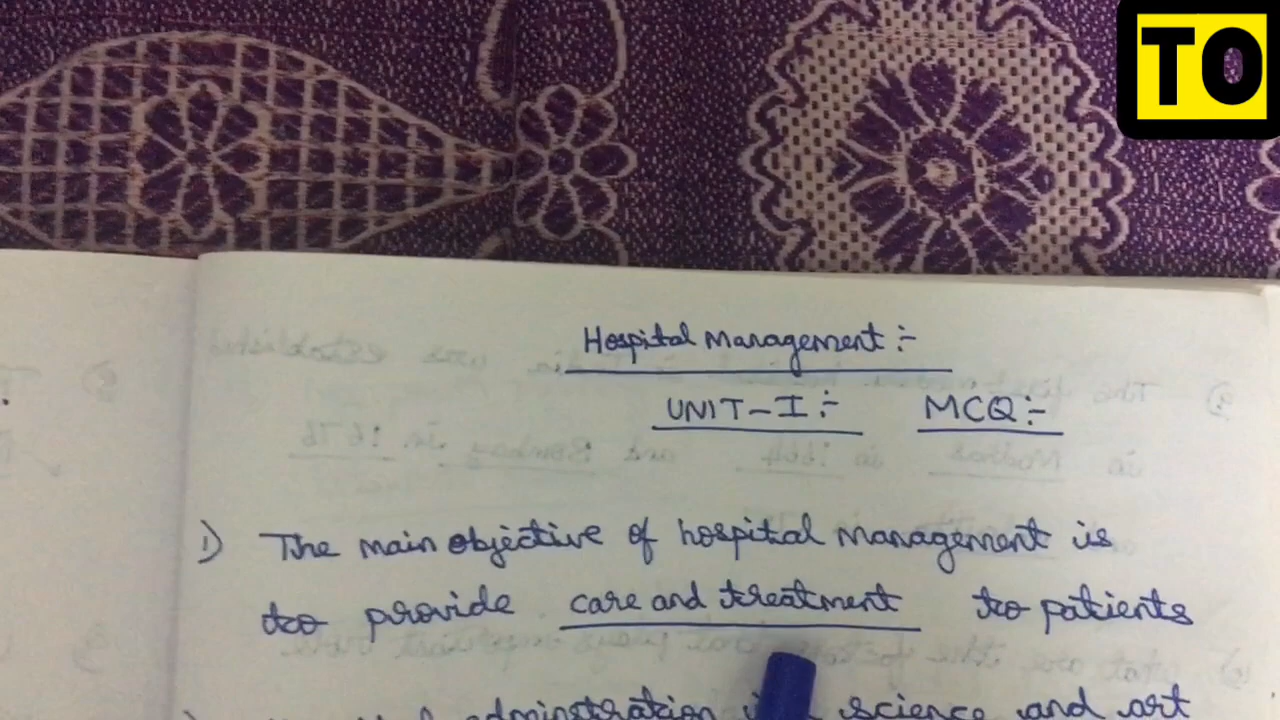 TO
Hospital Management :-
UNIT-I :- MCQ :-
1) The main objective of hospital management is
to provide care and treatment to patients
science and art